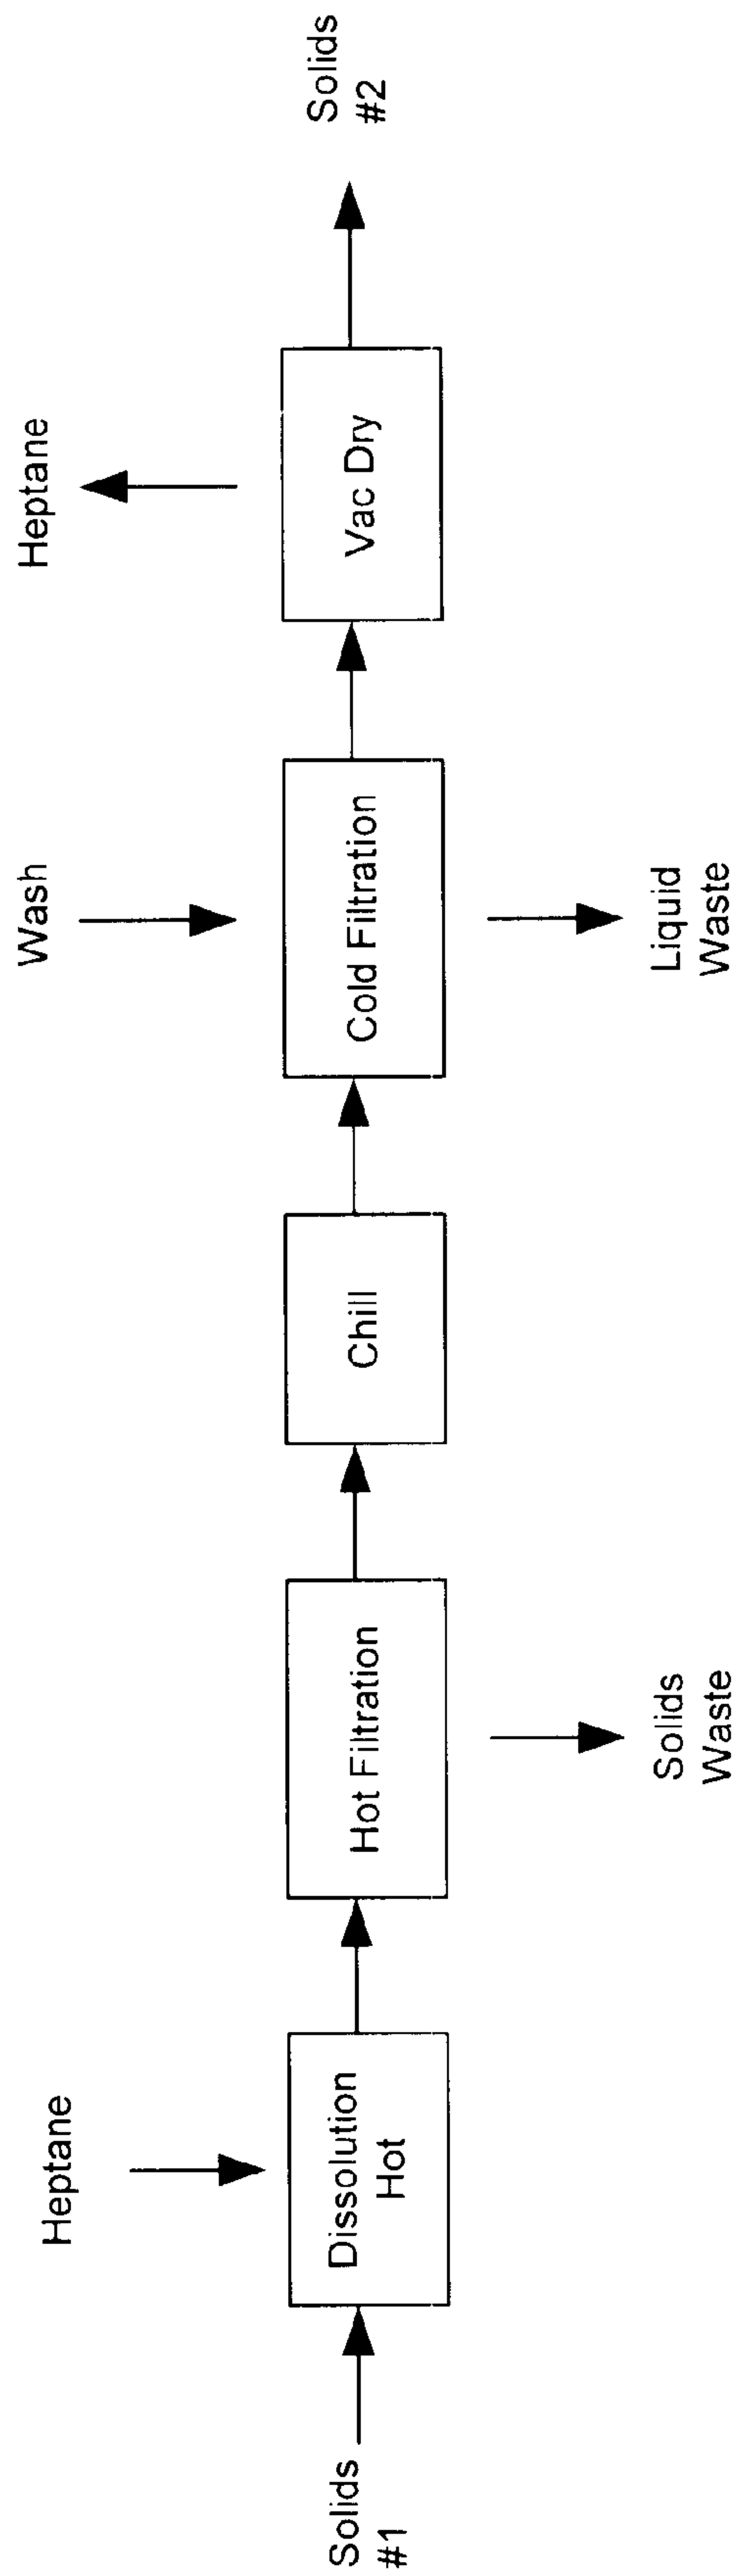 Solids
#1
Heptane
Dissolution
Hot
Hot Filtration
Solids
Waste
Chill
Wash
Cold Filtration
Liquid
Waste
Heptane
Vac Dry
Solids
#2